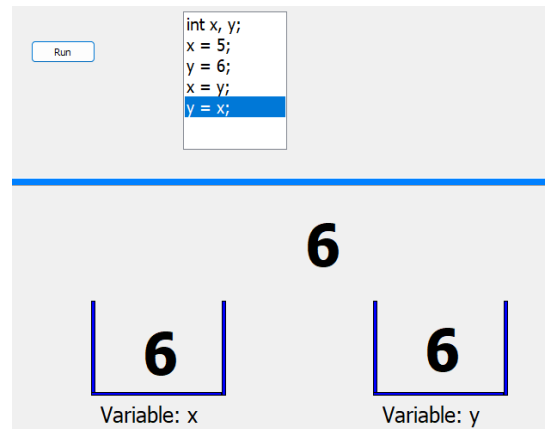 Run
int x, y;
x = 5;
y = 6;
x = y;
y = x;
6
6
6
Variable: x
Variable: y